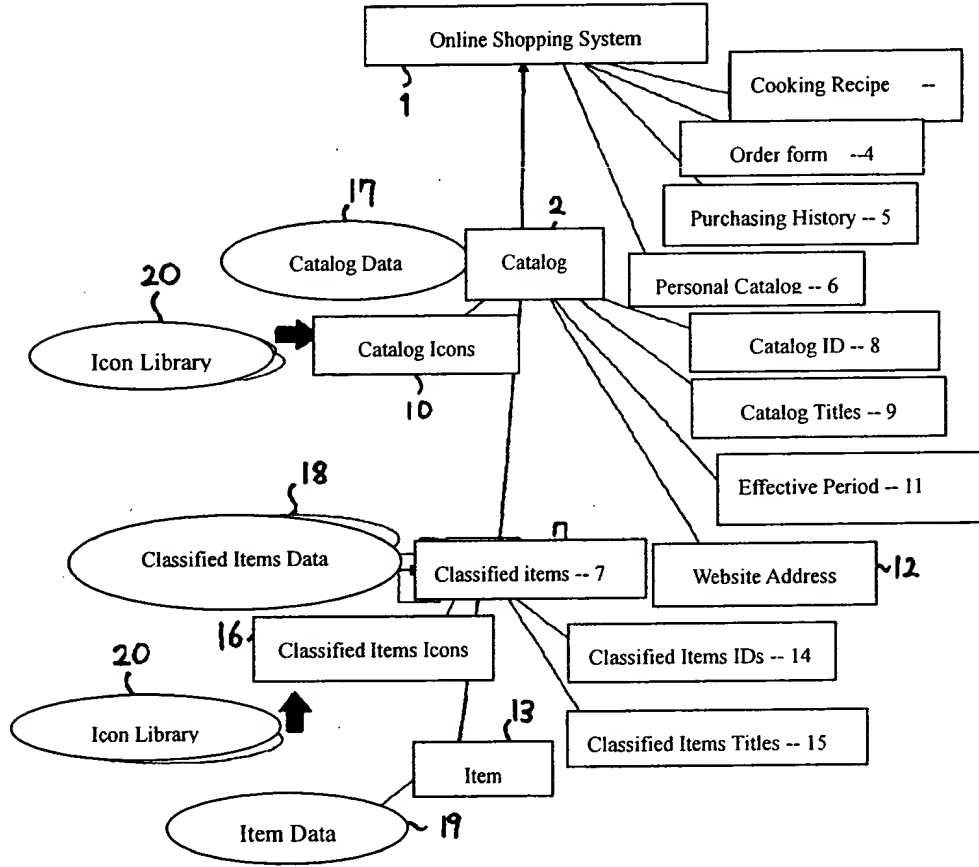 Online Shopping System
1
Cooking Recipe --
Order form --4
17
2
Purchasing History -- 5
Catalog Data
Catalog
Personal Catalog -- 6
20
Icon Library
Catalog Icons
Catalog ID -- 8
10
Catalog Titles -- 9
18
Effective Period -- 11
Classified Items Data
Classified items -- 7
Website Address
12
16
Classified Items Icons
Classified Items IDs -- 14
20
Icon Library
13
Classified Items Titles -- 15
Item
Item Data
19